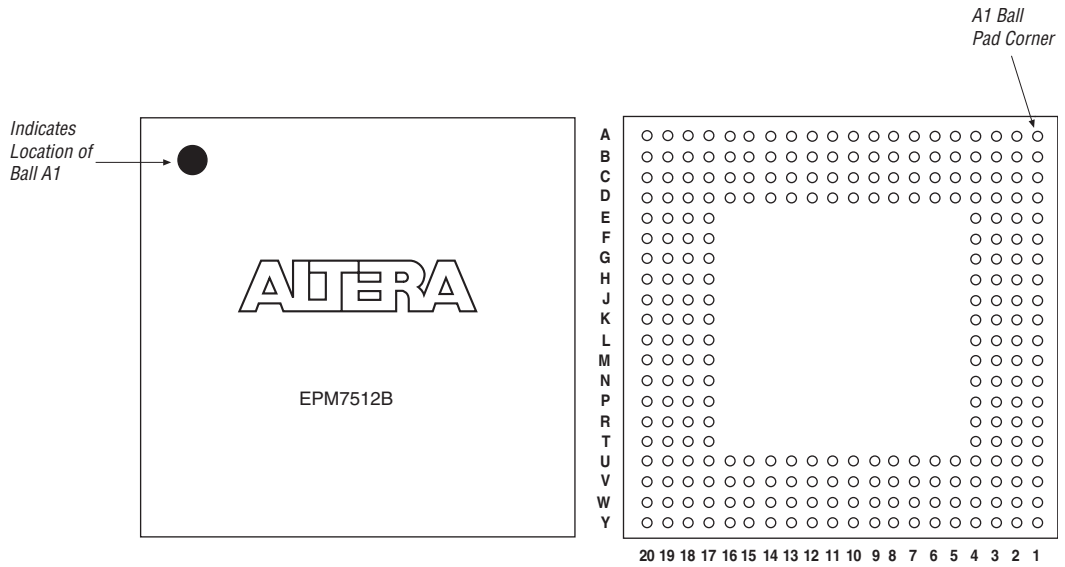 A1 Ball
Pad Corner
Indicates
Location of
Ball A1
ALTERA
EPM7512B
A
B
C
D
E
F
G
H
J
K
L
M
N
P
R
T
U
V
W
Y
20 19 18 17 16 15 14 13 12 11 10 9 8 7 6 5 4 3 2 1